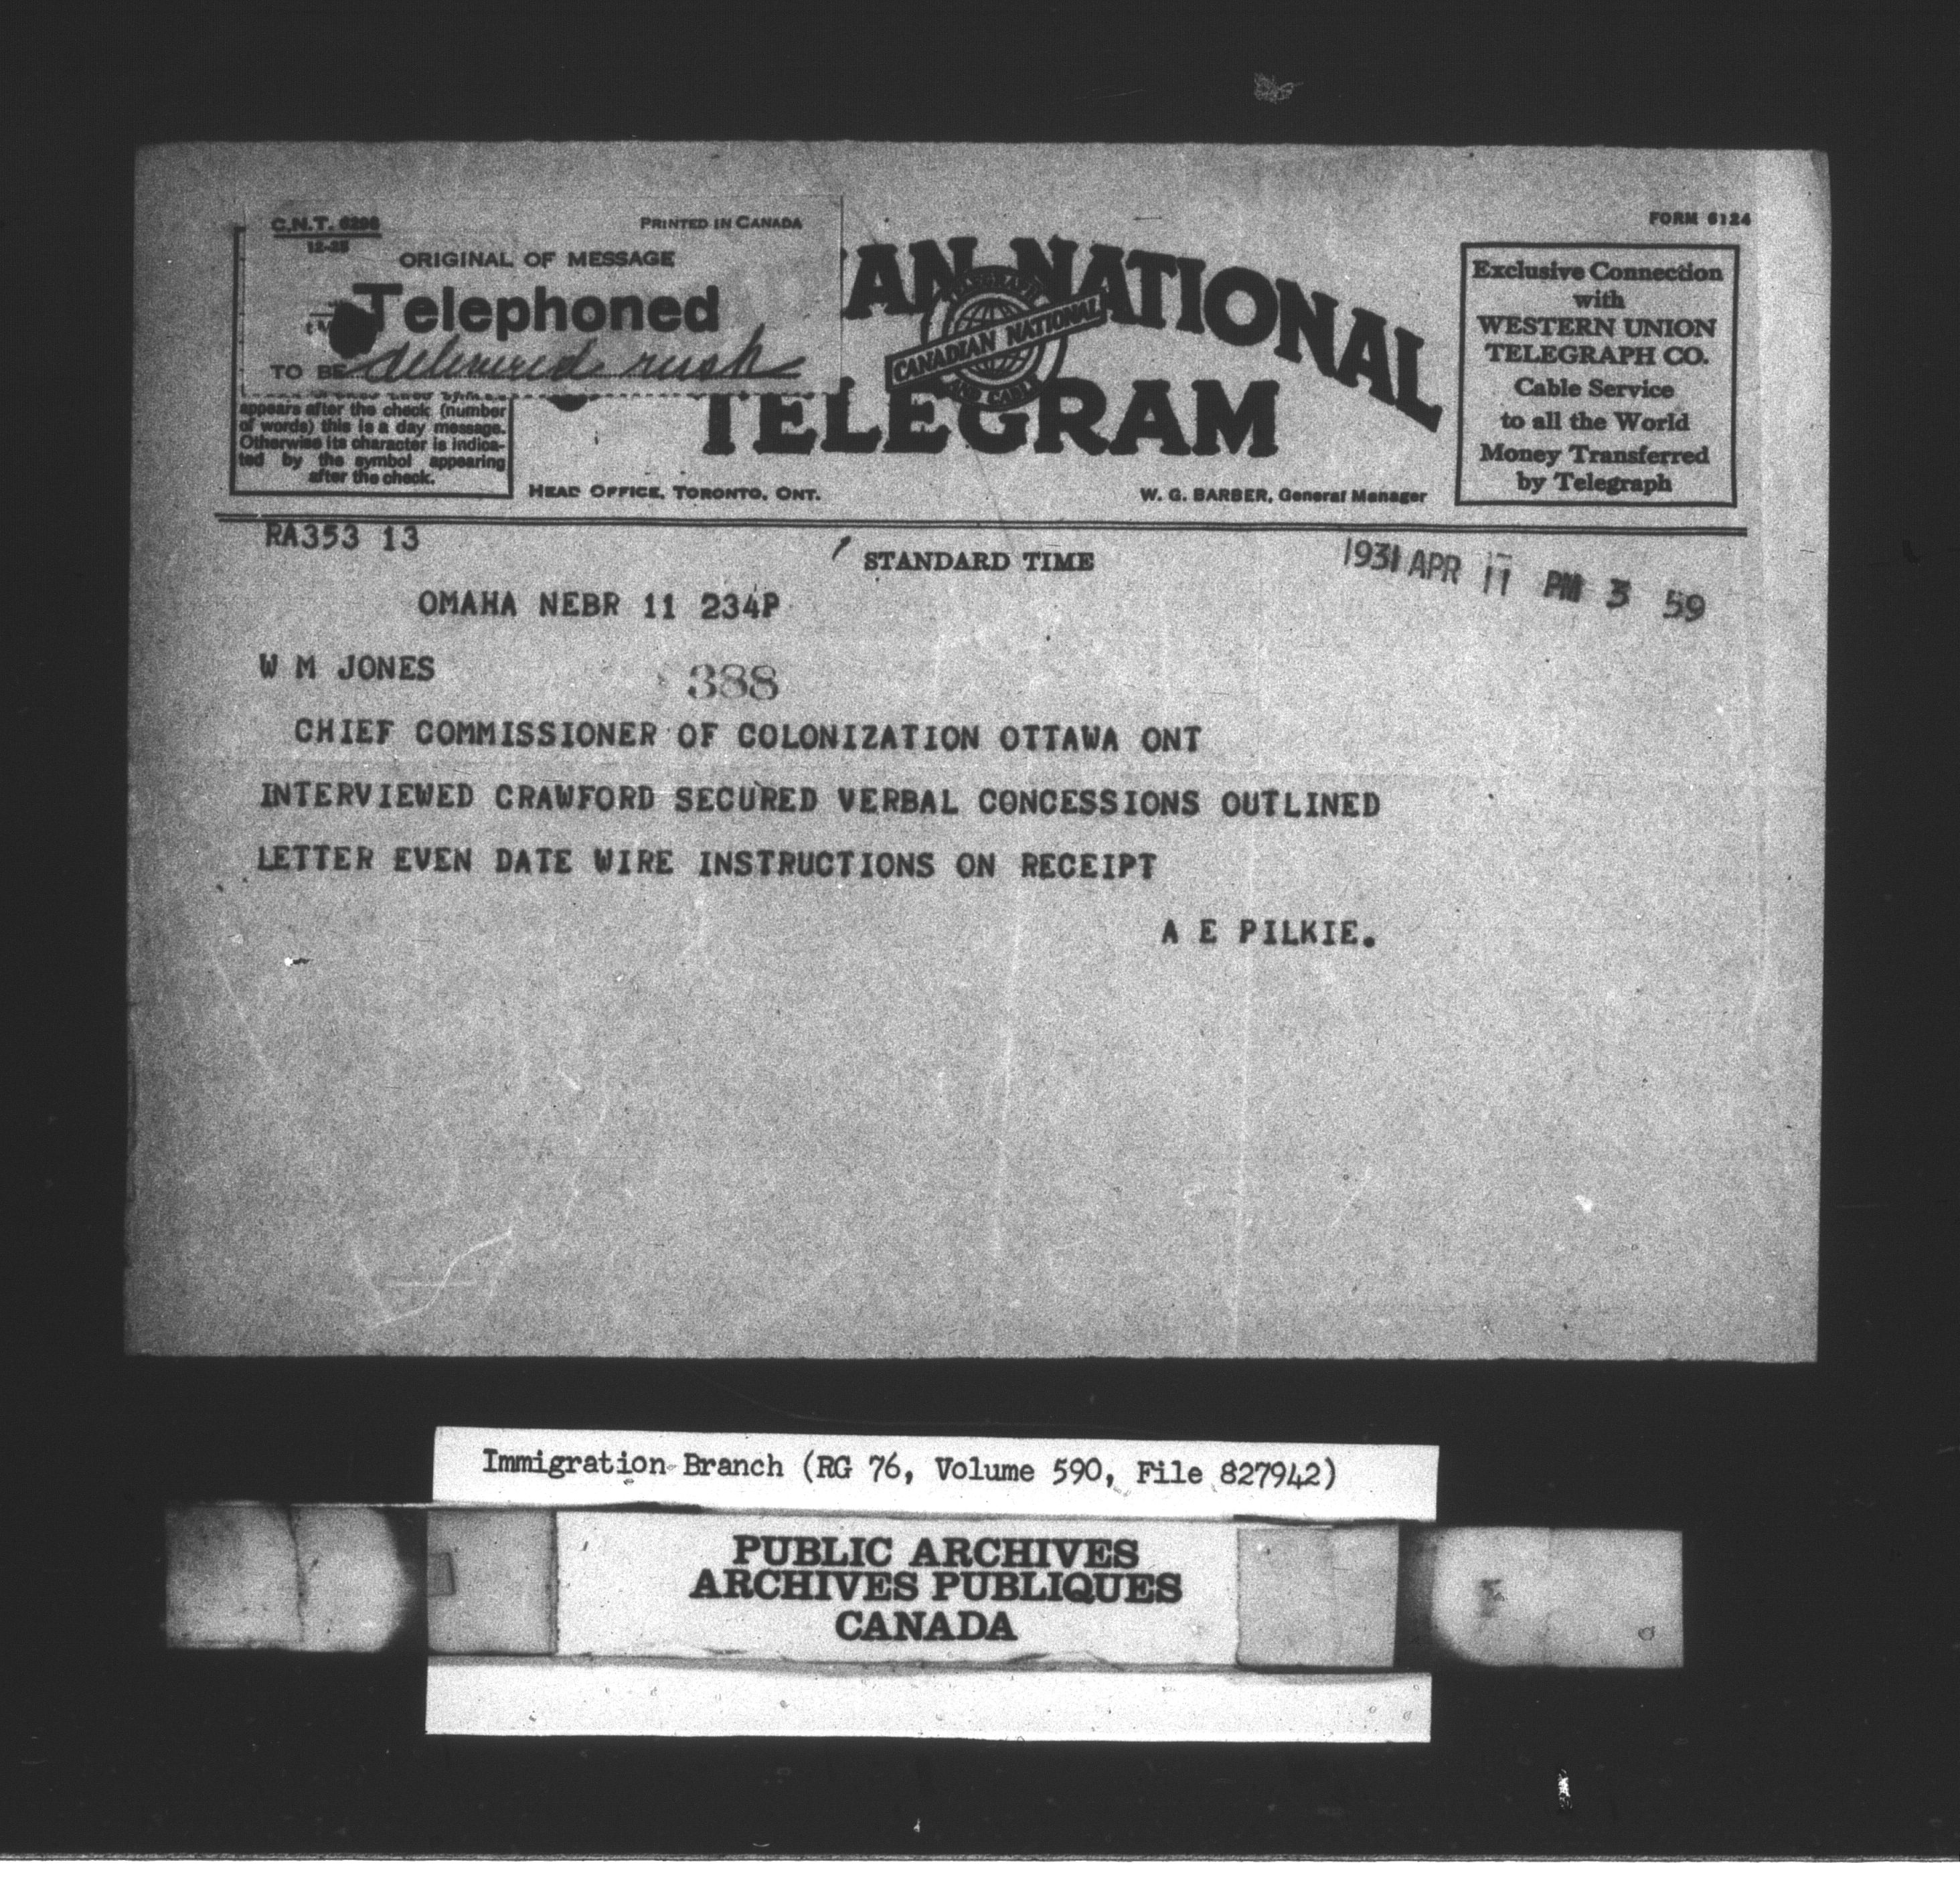 C.N.T. 6296
12-25
PRINTED IN CANADA
ORIGINAL OF MESSAGE
Telephoned
TO BE delivered rush
appears after the check (number
of words) this is a day message.
Otherwise its character is indica-
ted by the symbol appearing
after the check.
AN NATIONAL
CANADIAN NATIONAL
TELEGRAM
HEAD OFFICE, TORONTO, ONT.
W. G. BARBER, General Manager
FORM 6124
Exclusive Connection
with
WESTERN UNION
TELEGRAPH CO.
Cable Service
to all the World
Money Transferred
by Telegraph
RA353 13
STANDARD TIME
1931 APR 11 PM 3 59
OMAHA NEBR 11 234P
W M JONES
388
CHIEF COMMISSIONER OF COLONIZATION OTTAWA ONT
INTERVIEWED CRAWFORD SECURED VERBAL CONCESSIONS OUTLINED
LETTER EVEN DATE WIRE INSTRUCTIONS ON RECEIPT
A E PILKIE.
Immigration Branch (RG 76, Volume 590, File 827942)
PUBLIC ARCHIVES
ARCHIVES PUBLIQUES
CANADA